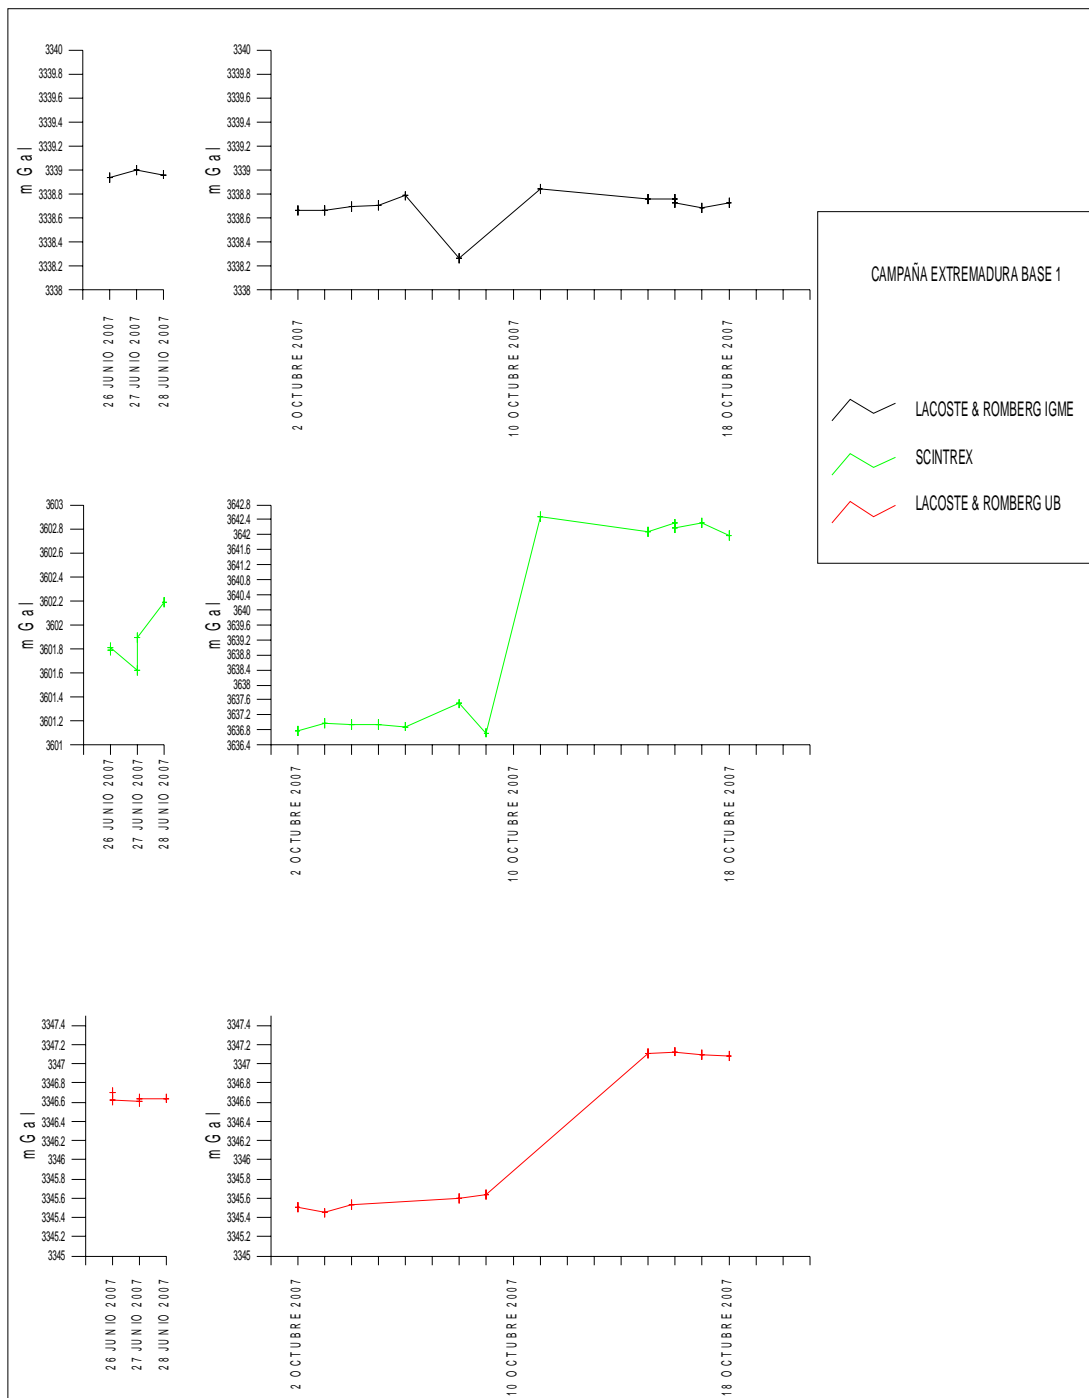 3340
3339.8
3339.6
3339.4
3339.2
3339
3338.8
3338.6
3338.4
3338.2
3338
mGal
26 JUNIO 2007
27 JUNIO 2007
28 JUNIO 2007
3340
3339.8
3339.6
3339.4
3339.2
3339
3338.8
3338.6
3338.4
3338.2
3338
mGal
2 OCTUBRE 2007
10 OCTUBRE 2007
18 OCTUBRE 2007
CAMPAÑA EXTREMADURA BASE 1
LACOSTE & ROMBERG IGME
SCINTREX
LACOSTE & ROMBERG UB
3603
3602.8
3602.6
3602.4
3602.2
3602
3601.8
3601.6
3601.4
3601.2
3601
mGal
26 JUNIO 2007
27 JUNIO 2007
28 JUNIO 2007
3642.8
3642.4
3642
3641.6
3641.2
3640.8
3640.4
3640
3639.6
3639.2
3638.8
3638.4
3638
3637.6
3637.2
3636.8
3636.4
mGal
2 OCTUBRE 2007
10 OCTUBRE 2007
18 OCTUBRE 2007
3347.4
3347.2
3347
3346.8
3346.6
3346.4
3346.2
3346
3345.8
3345.6
3345.4
3345.2
3345
mGal
26 JUNIO 2007
27 JUNIO 2007
28 JUNIO 2007
3347.4
3347.2
3347
3346.8
3346.6
3346.4
3346.2
3346
3345.8
3345.6
3345.4
3345.2
3345
mGal
2 OCTUBRE 2007
10 OCTUBRE 2007
18 OCTUBRE 2007